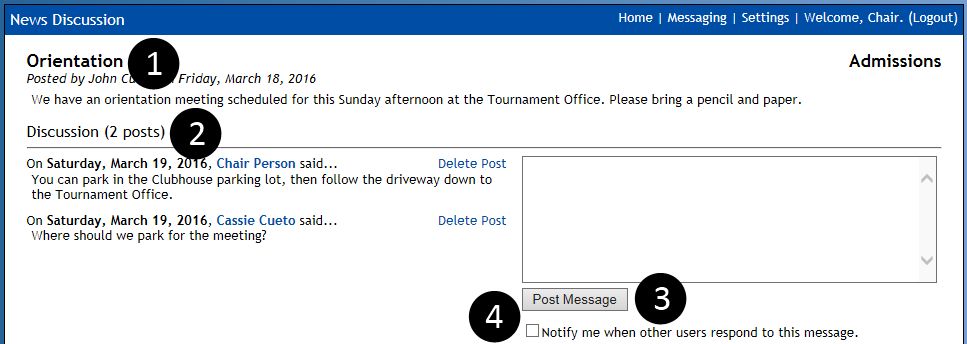 News Discussion
Home | Messaging | Settings | Welcome, Chair. (Logout)
Orientation 1
Admissions
Posted by John Cu Friday, March 18, 2016
We have an orientation meeting scheduled for this Sunday afternoon at the Tournament Office. Please bring a pencil and paper.
Discussion (2 posts) 2
On Saturday, March 19, 2016, Chair Person said... Delete Post
You can park in the Clubhouse parking lot, then follow the driveway down to
the Tournament Office.
On Saturday, March 19, 2016, Cassie Cueto said... Delete Post
Where should we park for the meeting?
Post Message 3
4 Notify me when other users respond to this message.